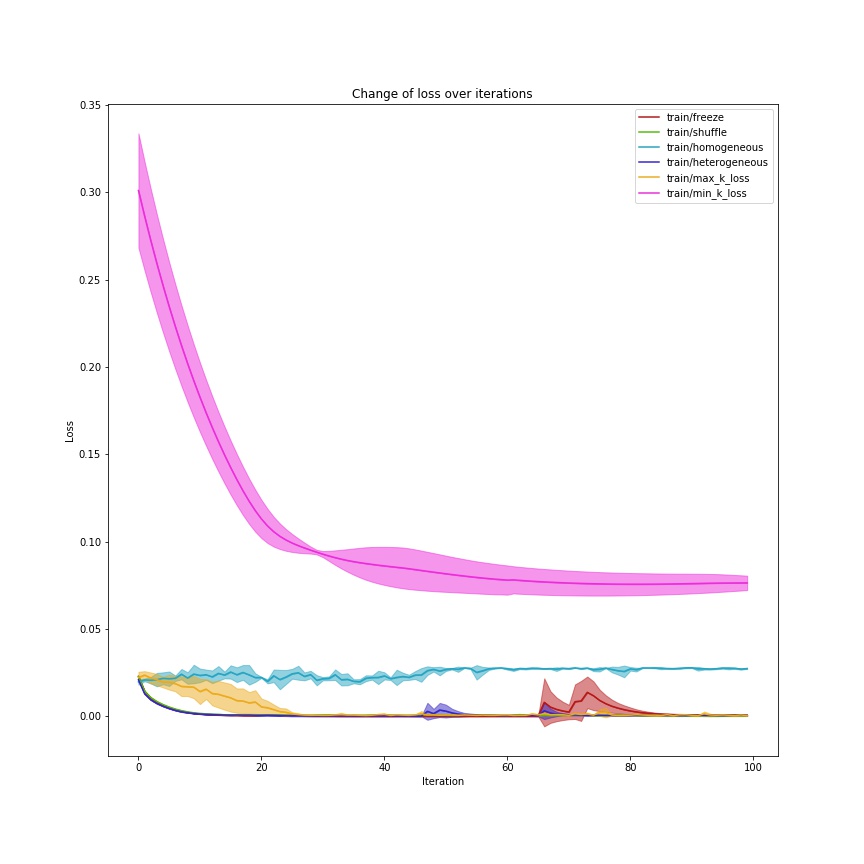 Change of loss over iterations
0.35
0.30
0.25
0.20
0.15
0.10
0.05
0.00
Loss
train/freeze
train/shuffle
train/homogeneous
train/heterogeneous
train/max_k_loss
train/min_k_loss
0 20 40 60 80 100
Iteration